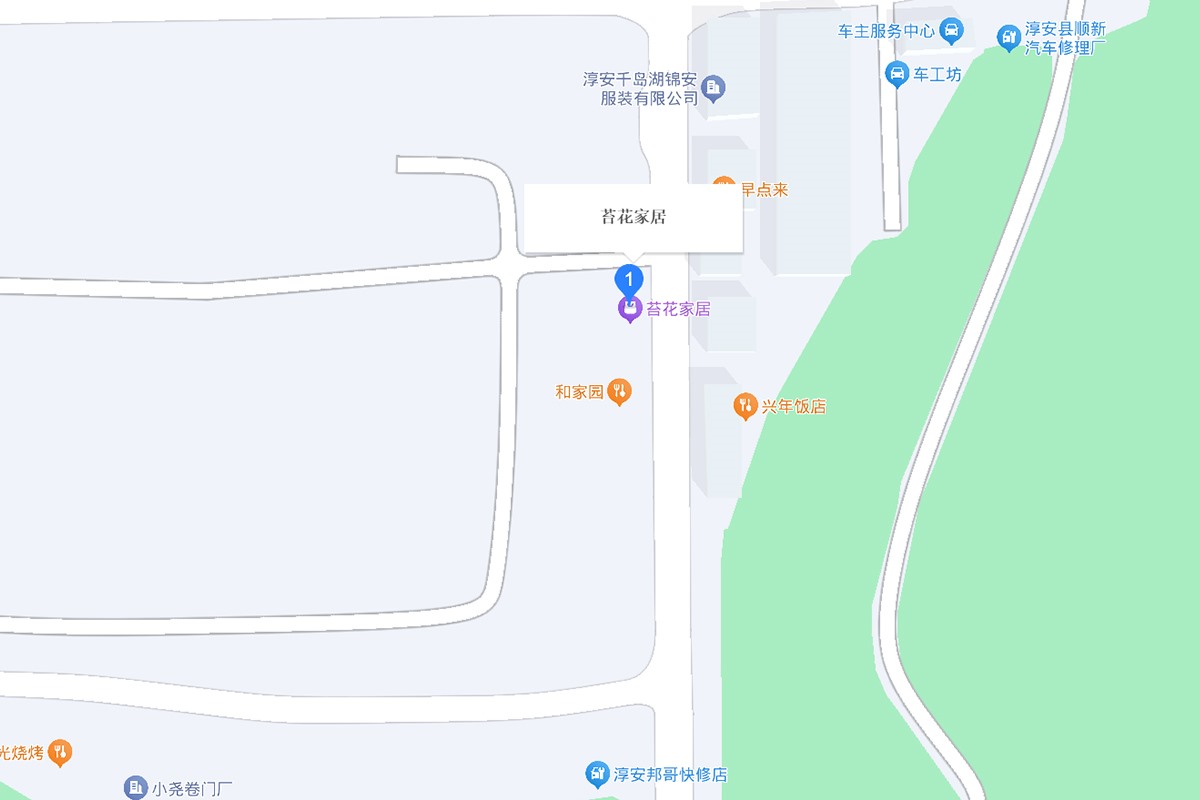 车主服务中心
淳安县顺新
汽车修理厂
车工坊
淳安千岛湖锦安
服装有限公司
早点来
苔花家居
1
苔花家居
和家园
兴年饭店
光烧烤
小尧卷门厂
淳安邦哥快修店